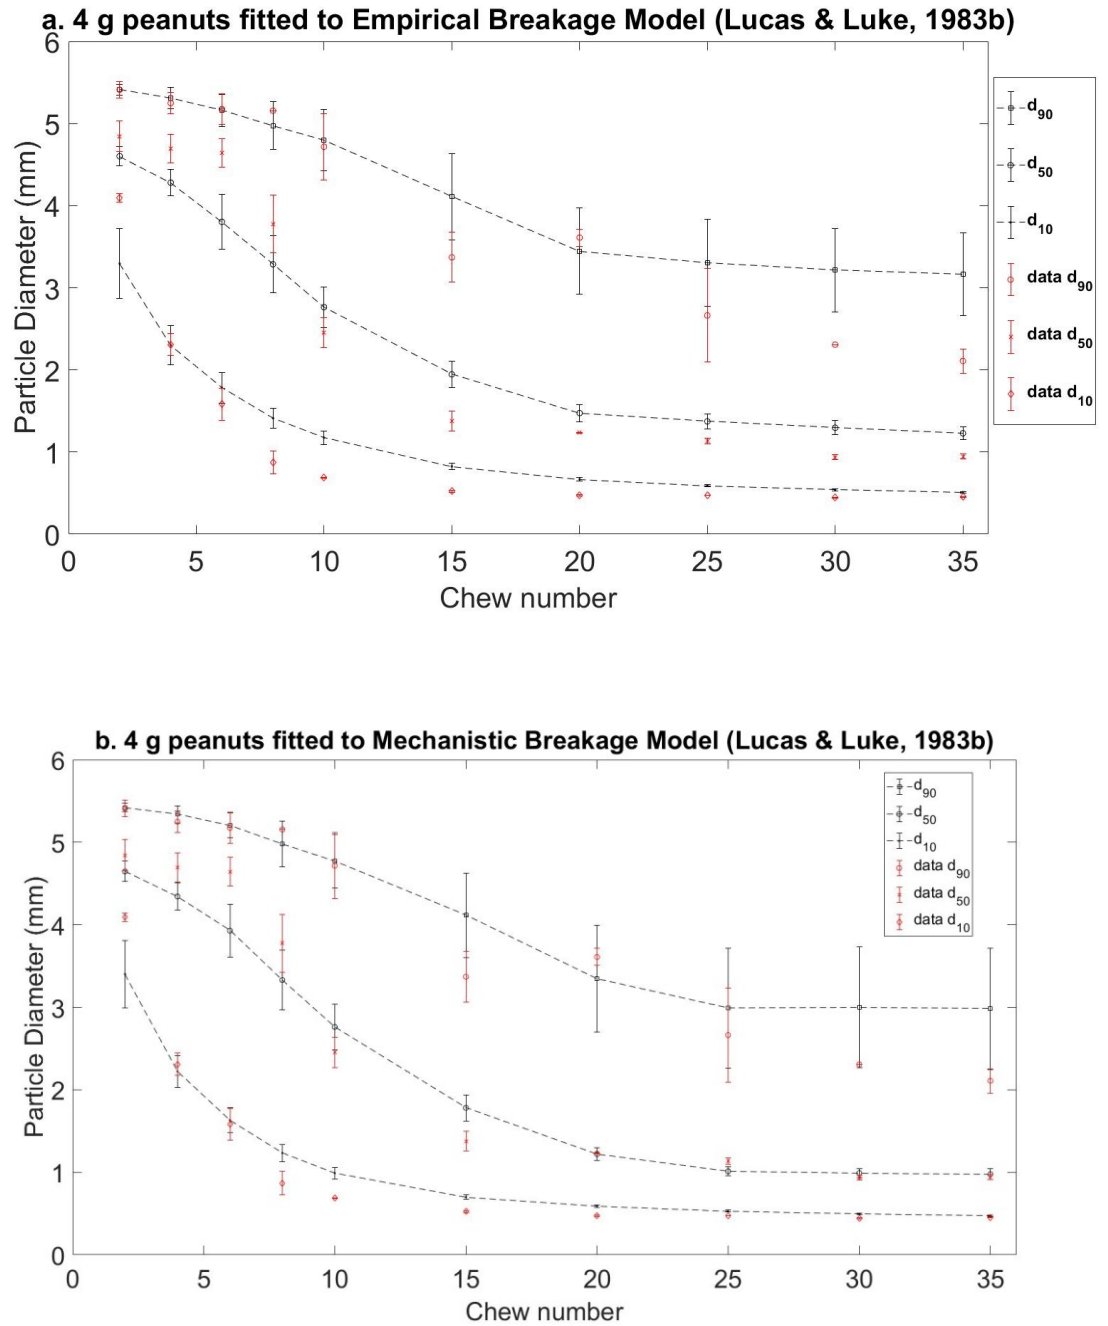 a. 4 g peanuts fitted to Empirical Breakage Model (Lucas & Luke, 1983b)
6
5
4
3
2
1
0
Particle Diameter (mm)
0 5 10 15 20 25 30 35
Chew number
d90
d50
d10
data d90
data d50
data d10
b. 4 g peanuts fitted to Mechanistic Breakage Model (Lucas & Luke, 1983b)
6
5
4
3
2
1
0
Particle Diameter (mm)
0 5 10 15 20 25 30 35
Chew number
d90
d50
d10
data d90
data d50
data d10